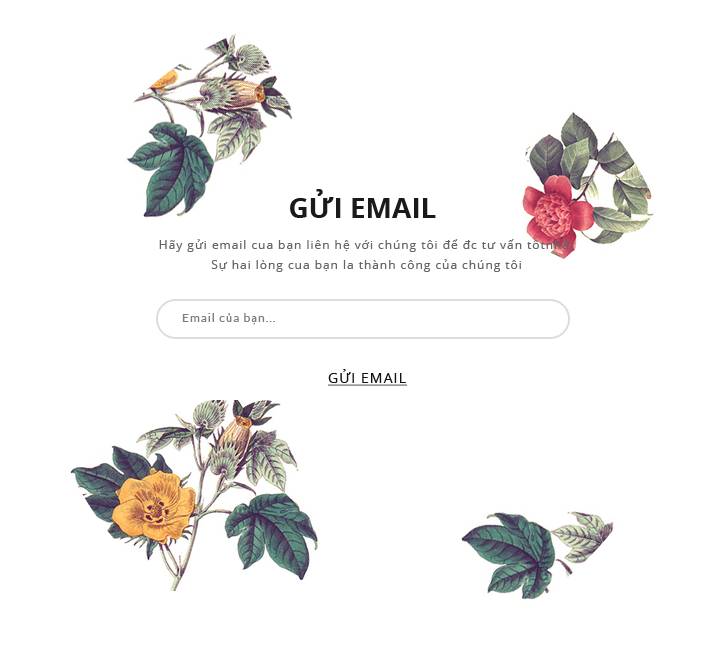 GỬI EMAIL
Hãy gửi email cua bạn liên hệ với chúng tôi để đc tư vấn tốt
Sự hai lòng cua bạn la thành công của chúng tôi
Email của bạn...
GỬI EMAIL